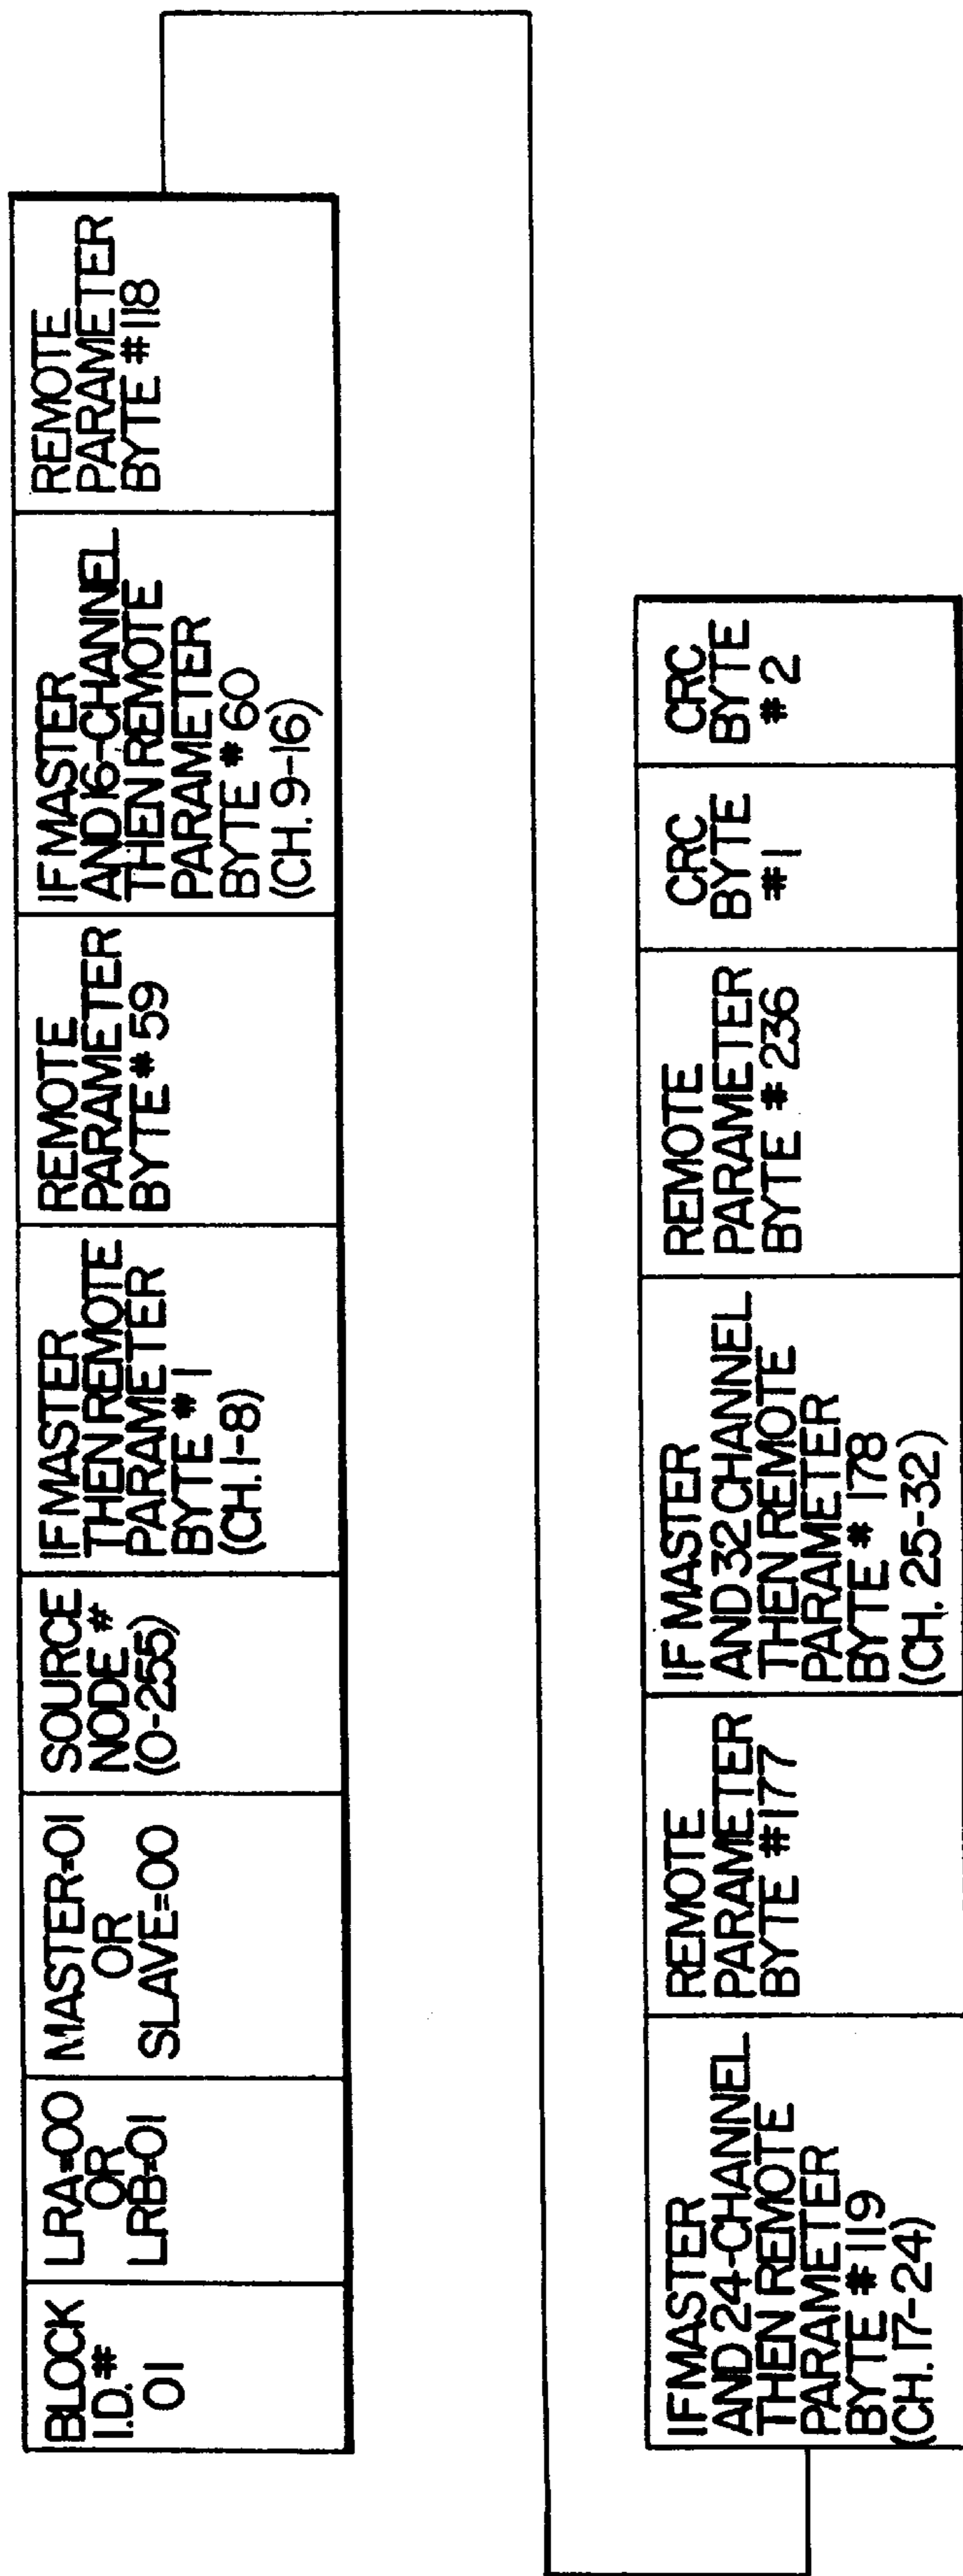 BLOCK
I.D. #
01
LRA=00
OR
LRB=01
MASTER=01
OR
SLAVE=00
SOURCE
NODE #
(0-255)
IF MASTER
THEN REMOTE
PARAMETER
BYTE #1
(CH.1-8)
REMOTE
PARAMETER
BYTE #59
IF MASTER
AND 16-CHANNEL
THEN REMOTE
PARAMETER
BYTE #60
(CH.9-16)
REMOTE
PARAMETER
BYTE #118
IF MASTER
AND 24-CHANNEL
THEN REMOTE
PARAMETER
BYTE #119
(CH.17-24)
REMOTE
PARAMETER
BYTE #177
IF MASTER
AND 32 CHANNEL
THEN REMOTE
PARAMETER
BYTE #178
(CH. 25-32)
REMOTE
PARAMETER
BYTE #236
CRC
BYTE
#1
CRC
BYTE
#2